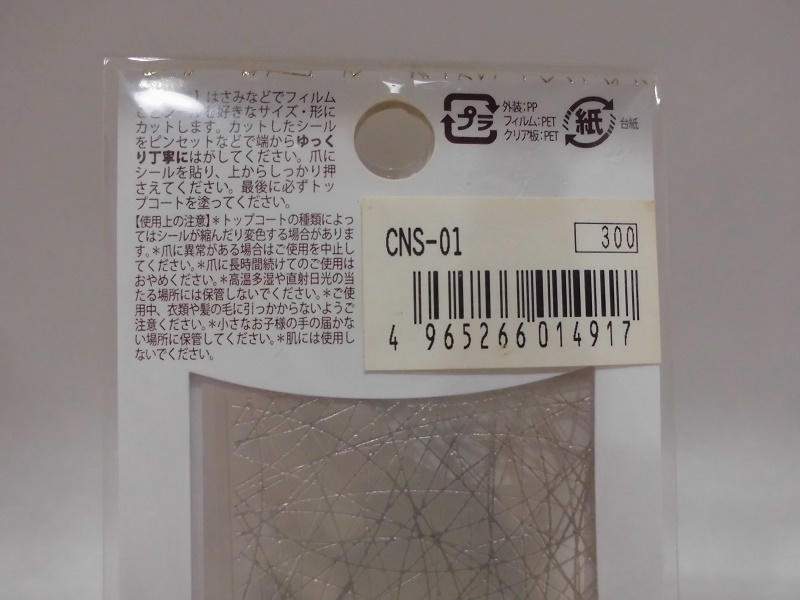 はさみなどでフィルム
好きなサイズ・形に
カットします。カットしたシール
をピンセットなどで端からゆっく
り丁寧にはがしてください。爪に
シールを貼り、上からしっかり押
さえてください。最後に必ずトッ
プコートを塗ってください。
【使用上の注意】＊トップコートの種類によっ
てはシールが縮んだり変色する場合がありま
す。＊爪に異常がある場合はご使用を中止し
てください。＊爪に長時間続けてのご使用は
おやめください。＊高温多湿や直射日光の当
たる場所には保管しないでください。＊ご使
用中、衣類や髪の毛に引っかからないようご
注意ください。＊小さなお子様の手の届かな
い場所に保管してください。＊肌には使用し
ないでください。
プラ
外装:PP
フィルム:PET
クリア板:PET
紙
台紙
CNS-01
300
4 965266 014917